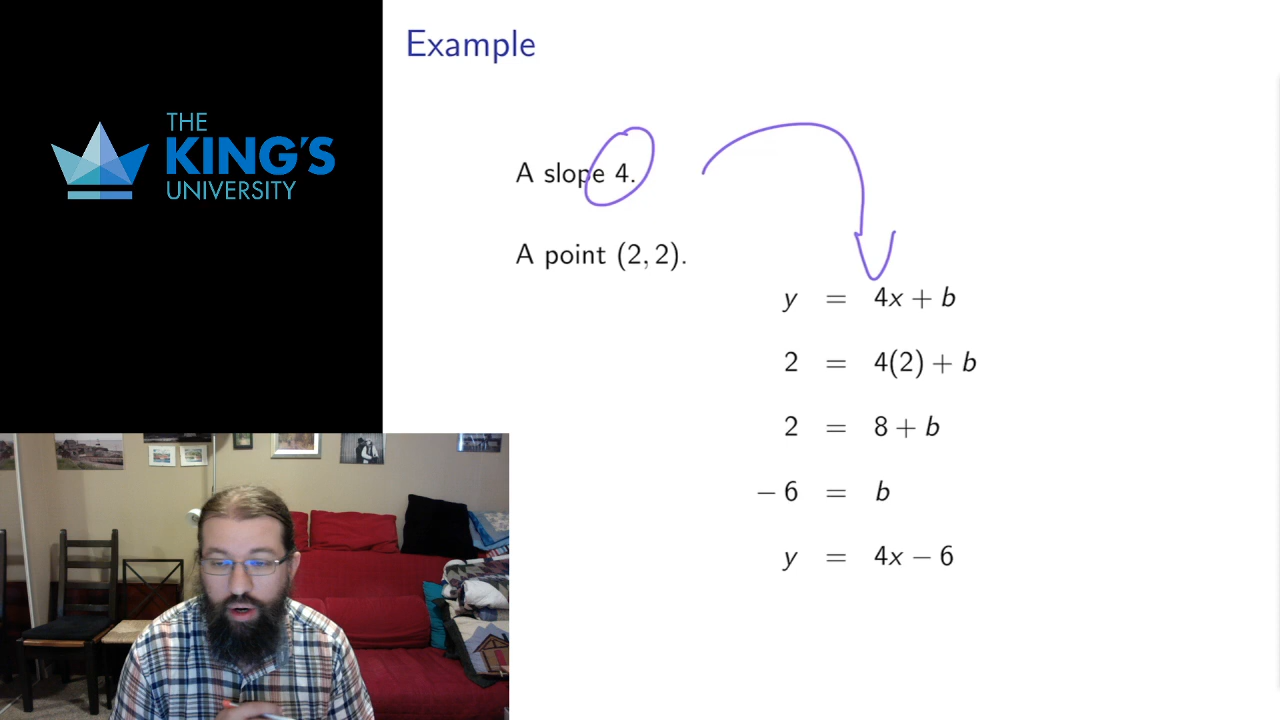 THE
KING'S
UNIVERSITY
Example
A slope 4.
A point (2, 2).
y = 4x + b
2 = 4(2) + b
2 = 8 + b
− 6 = b
y = 4x − 6